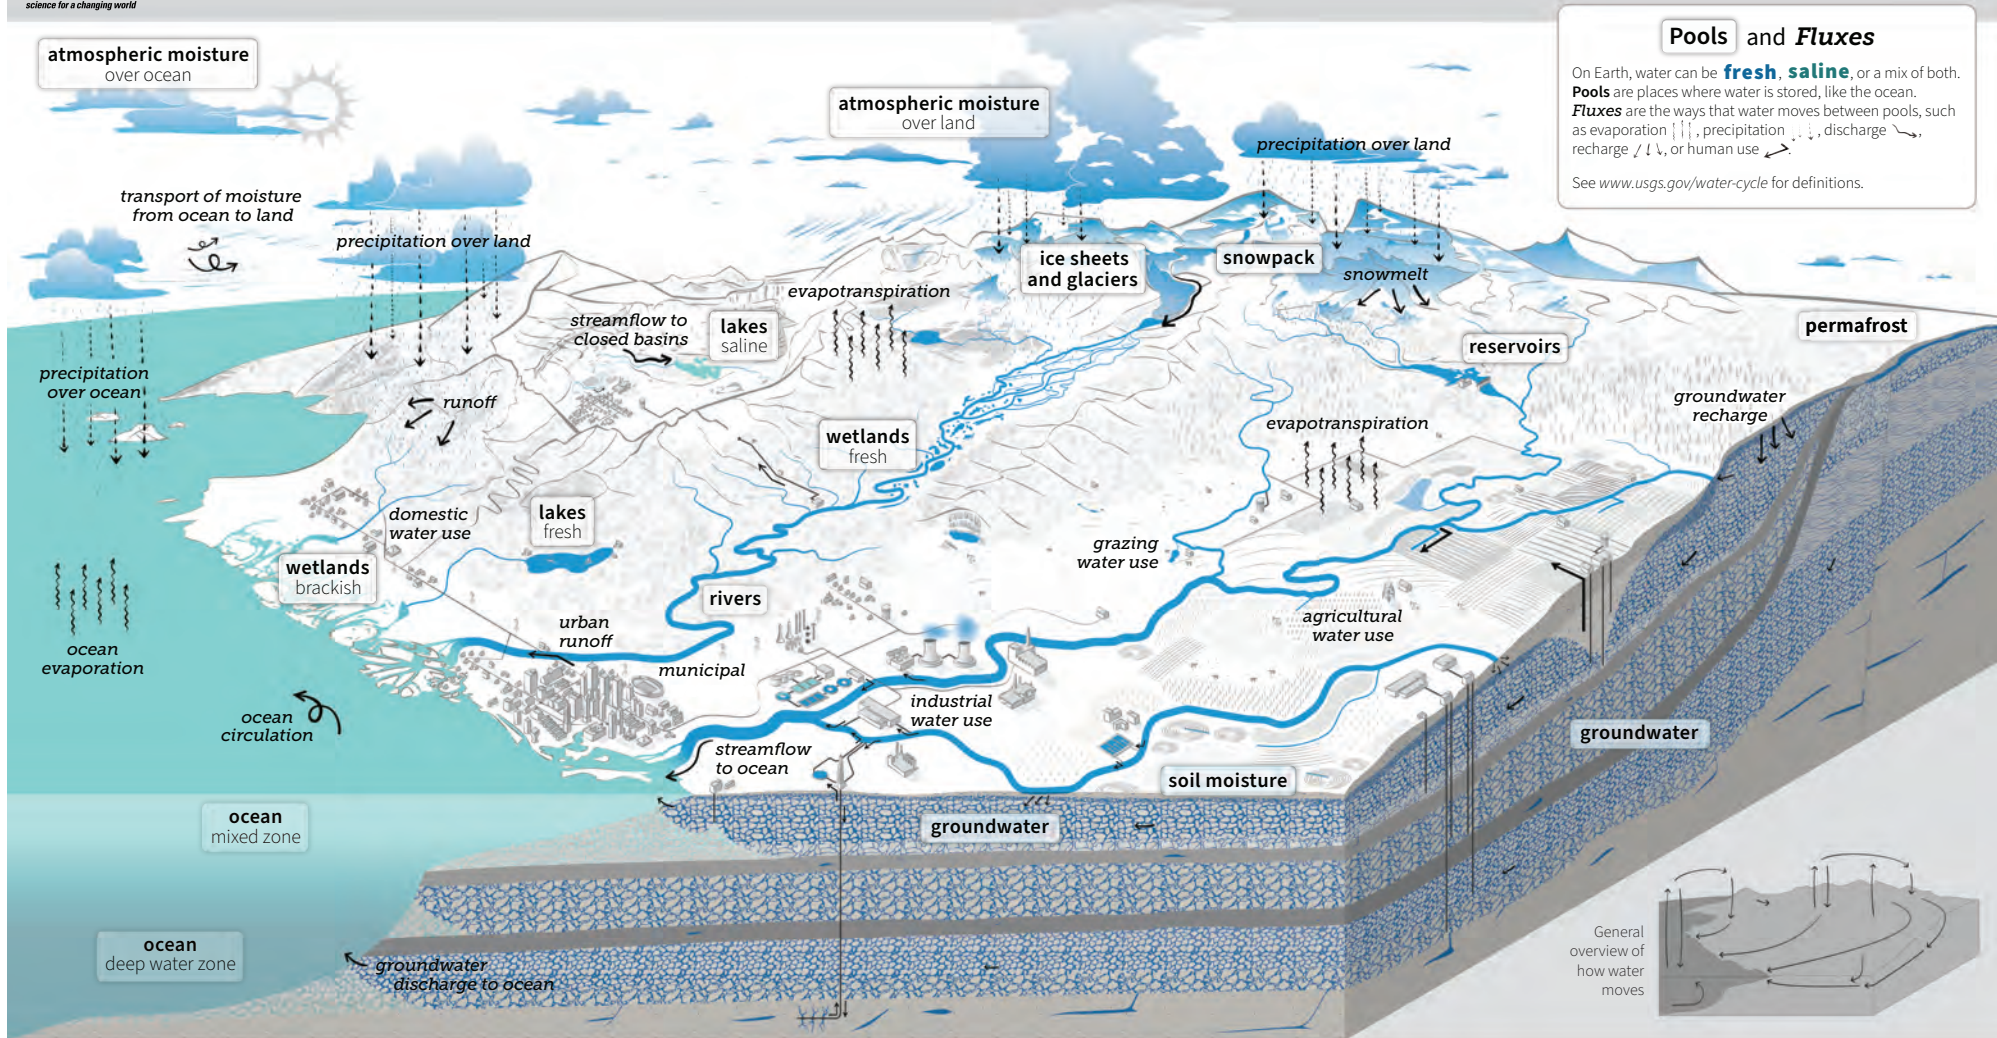 science for a changing world
atmospheric moisture
over ocean
atmospheric moisture
over land
Pools and Fluxes
On Earth, water can be fresh, saline, or a mix of both.
Pools are places where water is stored, like the ocean.
Fluxes are the ways that water moves between pools, such
as evaporation , precipitation , discharge ,
recharge , or human use .
See www.usgs.gov/water-cycle for definitions.
precipitation over land
transport of moisture
from ocean to land
precipitation over land
ice sheets
and glaciers
snowpack
snowmelt
evapotranspiration
streamflow to
closed basins
lakes
saline
permafrost
reservoirs
precipitation
over ocean
runoff
groundwater
recharge
evapotranspiration
wetlands
fresh
domestic
water use
lakes
fresh
grazing
water use
wetlands
brackish
rivers
urban
runoff
agricultural
water use
ocean
evaporation
municipal
industrial
water use
ocean
circulation
streamflow
to ocean
groundwater
soil moisture
ocean
mixed zone
groundwater
ocean
deep water zone
groundwater
discharge to ocean
General
overview of
how water
moves